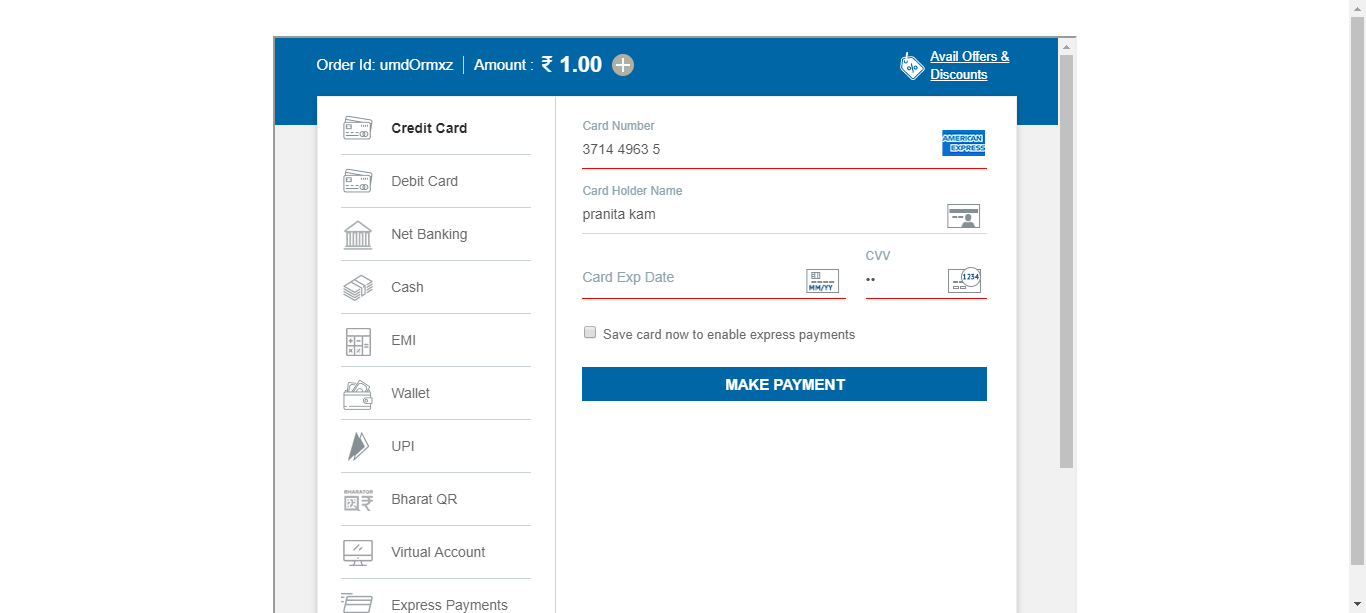 Order Id: umdOrmxz
Amount : ₹ 1.00
Avail Offers &
Discounts
Credit Card
Debit Card
Net Banking
Cash
EMI
Wallet
UPI
BHARATQR
Bharat QR
Virtual Account
Express Payments
Card Number
3714 4963 5
AMERICAN
EXPRESS
Card Holder Name
pranita kam
Card Exp Date
MM/YY
CVV
••
1234
Save card now to enable express payments
MAKE PAYMENT